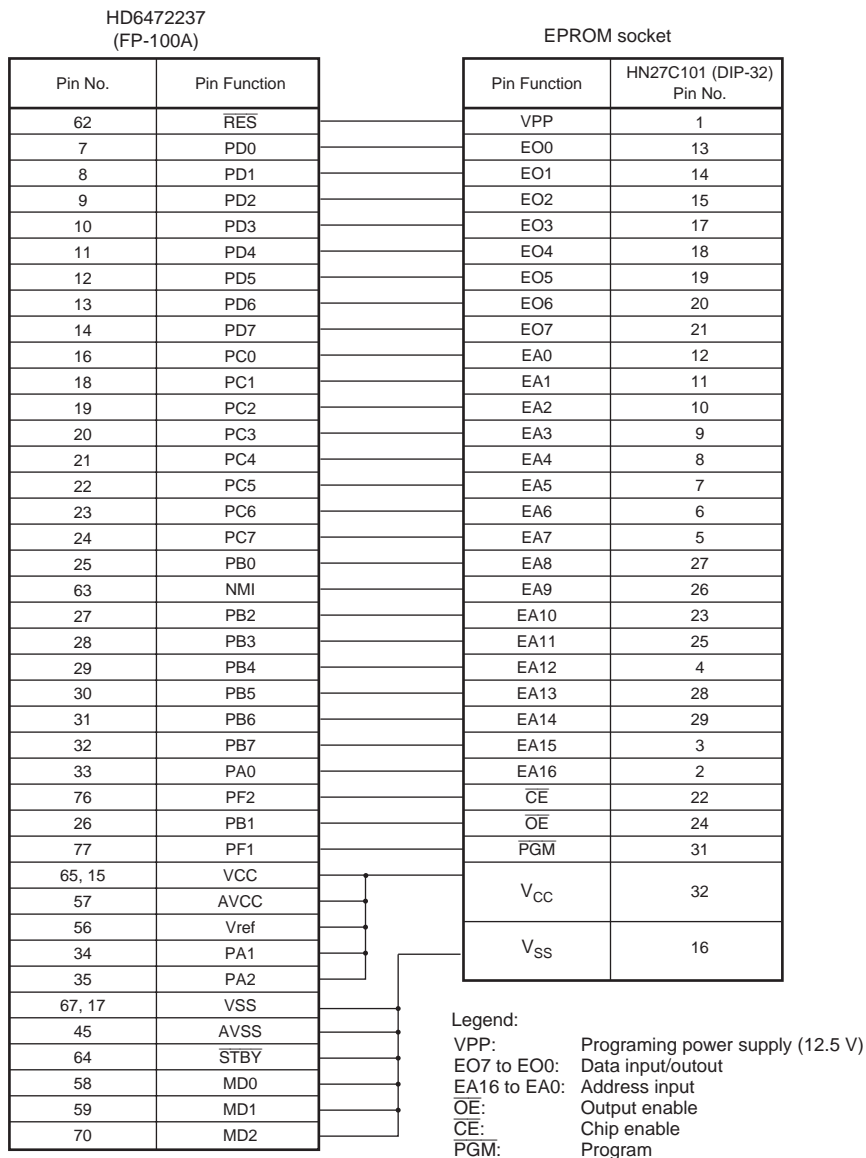 HD6472237
(FP-100A)
EPROM socket
Pin No. Pin Function Pin Function HN27C101 (DIP-32) Pin No.
62 R̅E̅S̅ VPP 1
7 PD0 EO0 13
8 PD1 EO1 14
9 PD2 EO2 15
10 PD3 EO3 17
11 PD4 EO4 18
12 PD5 EO5 19
13 PD6 EO6 20
14 PD7 EO7 21
16 PC0 EA0 12
18 PC1 EA1 11
19 PC2 EA2 10
20 PC3 EA3 9
21 PC4 EA4 8
22 PC5 EA5 7
23 PC6 EA6 6
24 PC7 EA7 5
25 PB0 EA8 27
63 NMI EA9 26
27 PB2 EA10 23
28 PB3 EA11 25
29 PB4 EA12 4
30 PB5 EA13 28
31 PB6 EA14 29
32 PB7 EA15 3
33 PA0 EA16 2
76 PF2 C̅E̅ 22
26 PB1 O̅E̅ 24
77 PF1 P̅G̅M̅ 31
65, 15 VCC VCC 32
57 AVCC
56 Vref
34 PA1 VSS 16
35 PA2
67, 17 VSS
45 AVSS
64 S̅T̅B̅Y̅
58 MD0
59 MD1
70 MD2
Legend:
VPP: Programing power supply (12.5 V)
EO7 to EO0: Data input/outout
EA16 to EA0: Address input
O̅E̅: Output enable
C̅E̅: Chip enable
P̅G̅M̅: Program